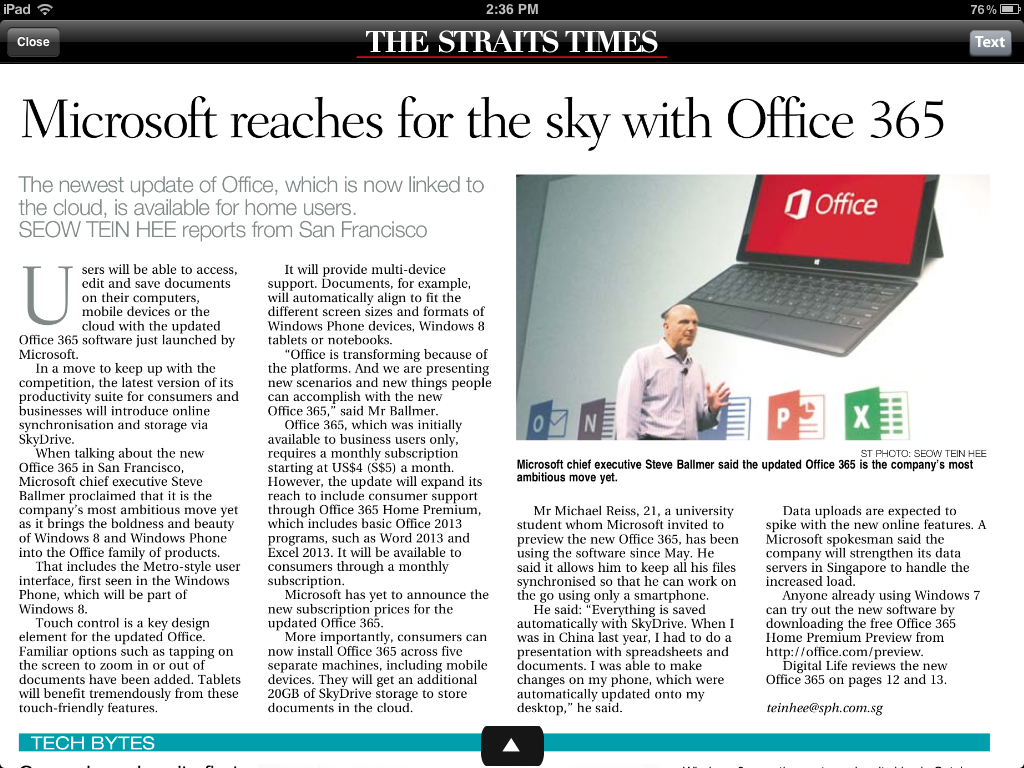 iPad
2:36 PM
76%
Close
THE STRAITS TIMES
Text
Microsoft reaches for the sky with Office 365
The newest update of Office, which is now linked to
the cloud, is available for home users.
SEOW TEIN HEE reports from San Francisco
Users will be able to access,
edit and save documents
on their computers,
mobile devices or the
cloud with the updated
Office 365 software just launched by
Microsoft.
In a move to keep up with the
competition, the latest version of its
productivity suite for consumers and
businesses will introduce online
synchronisation and storage via
SkyDrive.
When talking about the new
Office 365 in San Francisco,
Microsoft chief executive Steve
Ballmer proclaimed that it is the
company's most ambitious move yet
as it brings the boldness and beauty
of Windows 8 and Windows Phone
into the Office family of products.
That includes the Metro-style user
interface, first seen in the Windows
Phone, which will be part of
Windows 8.
Touch control is a key design
element for the updated Office.
Familiar options such as tapping on
the screen to zoom in or out of
documents have been added. Tablets
will benefit tremendously from these
touch-friendly features.
It will provide multi-device
support. Documents, for example,
will automatically align to fit the
different screen sizes and formats of
Windows Phone devices, Windows 8
tablets or notebooks.
"Office is transforming because of
the platforms. And we are presenting
new scenarios and new things people
can accomplish with the new
Office 365," said Mr Ballmer.
Office 365, which was initially
available to business users only,
requires a monthly subscription
starting at US$4 (S$5) a month.
However, the update will expand its
reach to include consumer support
through Office 365 Home Premium,
which includes basic Office 2013
programs, such as Word 2013 and
Excel 2013. It will be available to
consumers through a monthly
subscription.
Microsoft has yet to announce the
new subscription prices for the
updated Office 365.
More importantly, consumers can
now install Office 365 across five
separate machines, including mobile
devices. They will get an additional
20GB of SkyDrive storage to store
documents in the cloud.
Office
O
N
P
X
ST PHOTO: SEOW TEIN HEE
Microsoft chief executive Steve Ballmer said the updated Office 365 is the company's most
ambitious move yet.
Mr Michael Reiss, 21, a university
student whom Microsoft invited to
preview the new Office 365, has been
using the software since May. He
said it allows him to keep all his files
synchronised so that he can work on
the go using only a smartphone.
He said: "Everything is saved
automatically with SkyDrive. When I
was in China last year, I had to do a
presentation with spreadsheets and
documents. I was able to make
changes on my phone, which were
automatically updated onto my
desktop," he said.
Data uploads are expected to
spike with the new online features. A
Microsoft spokesman said the
company will strengthen its data
servers in Singapore to handle the
increased load.
Anyone already using Windows 7
can try out the new software by
downloading the free Office 365
Home Premium Preview from
http://office.com/preview.
Digital Life reviews the new
Office 365 on pages 12 and 13.
teinhee@sph.com.sg
TECH BYTES